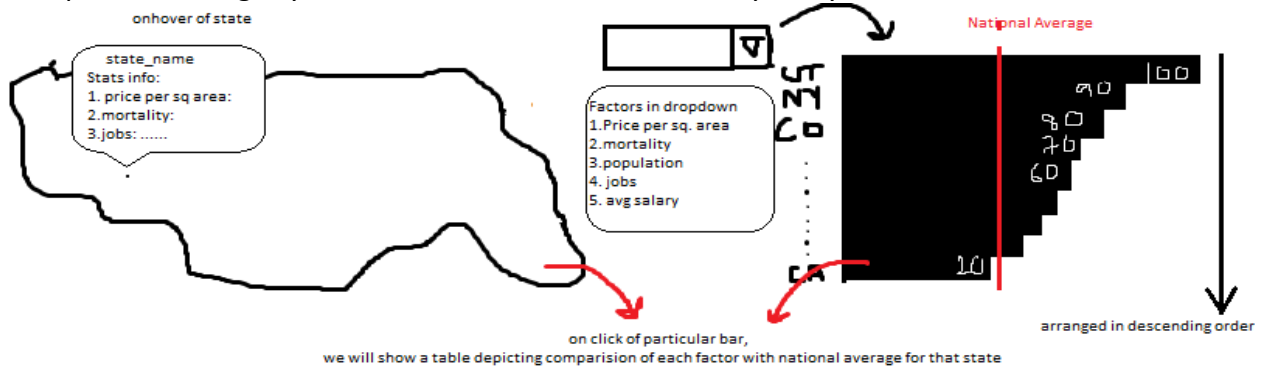 onhover of state
state_name
Stats info:
1. price per sq area:
2.mortality:
3.jobs: ......
Factors in dropdown
1.Price per sq. area
2.mortality
3.population
4. jobs
5. avg salary
National Average
100
90
80
70
60
20
NJ
CO
CA
arranged in descending order
on click of particular bar,
we will show a table depicting comparision of each factor with national average for that state